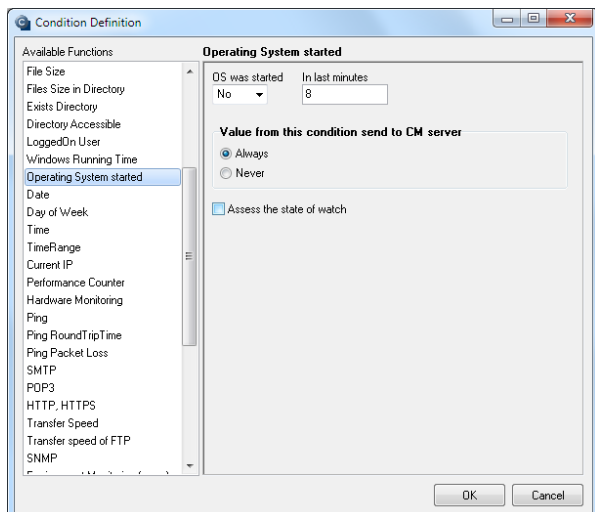 Condition Definition
Available Functions
File Size
Files Size in Directory
Exists Directory
Directory Accessible
LoggedOn User
Windows Running Time
Operating System started
Date
Day of Week
Time
TimeRange
Current IP
Performance Counter
Hardware Monitoring
Ping
Ping RoundTripTime
Ping Packet Loss
SMTP
POP3
HTTP, HTTPS
Transfer Speed
Transfer speed of FTP
SNMP
Operating System started
OS was started In last minutes
No 8
Value from this condition send to CM server
Always
Never
Assess the state of watch
OK Cancel